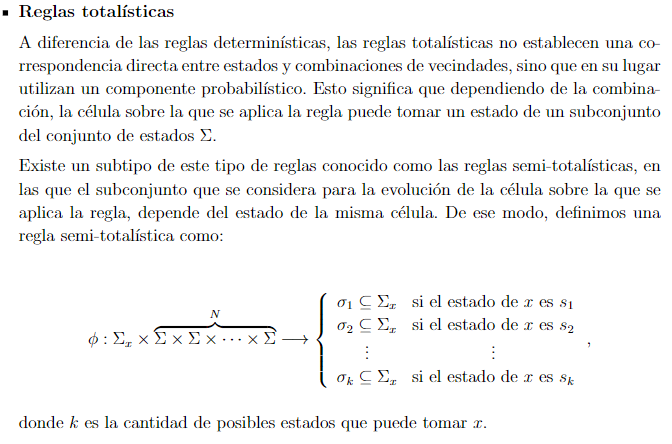 ▪ Reglas totalísticas
A diferencia de las reglas determinísticas, las reglas totalísticas no establecen una co-
rrespondencia directa entre estados y combinaciones de vecindades, sino que en su lugar
utilizan un componente probabilístico. Esto significa que dependiendo de la combina-
ción, la célula sobre la que se aplica la regla puede tomar un estado de un subconjunto
del conjunto de estados Σ.
Existe un subtipo de este tipo de reglas conocido como las reglas semi-totalísticas, en
las que el subconjunto que se considera para la evolución de la célula sobre la que se
aplica la regla, depende del estado de la misma célula. De ese modo, definimos una
regla semi-totalística como:
N
ϕ : Σₓ × Σ × Σ × ⋯ × Σ ⟶
σ₁ ⊆ Σₓ si el estado de x es s₁
σ₂ ⊆ Σₓ si el estado de x es s₂
⋮ ⋮
σₖ ⊆ Σₓ si el estado de x es sₖ
,
donde k es la cantidad de posibles estados que puede tomar x.